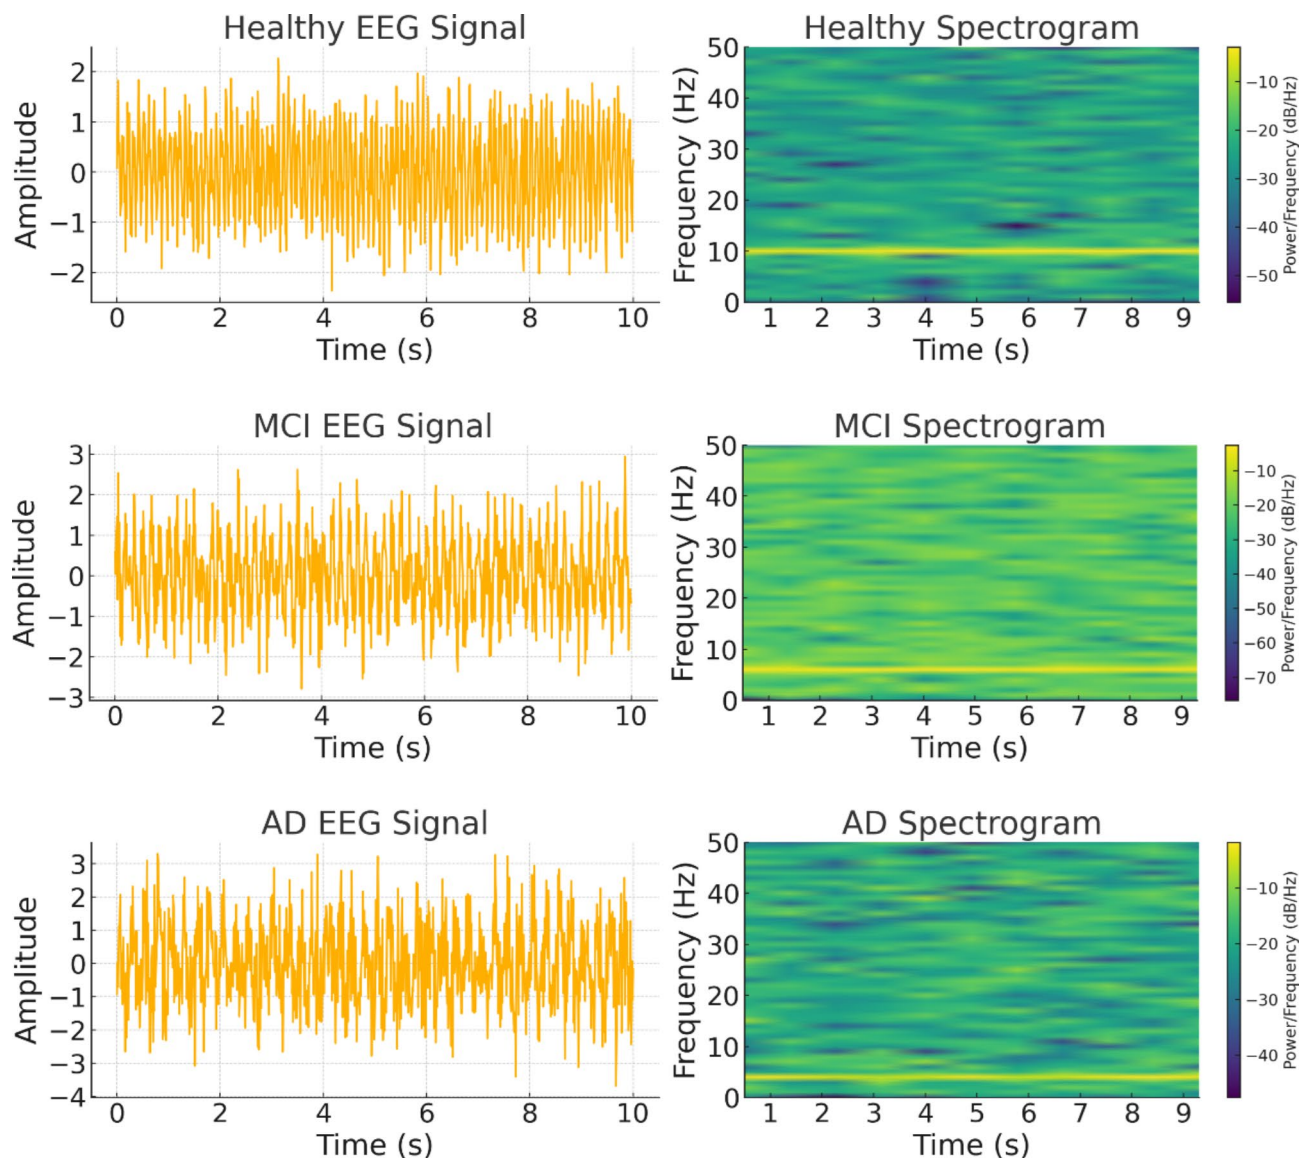 Healthy EEG Signal
2
1
0
−1
−2
Amplitude
0 2 4 6 8 10
Time (s)
Healthy Spectrogram
50
40
30
20
10
0
Frequency (Hz)
1 2 3 4 5 6 7 8 9
Time (s)
−10
−20
−30
−40
−50
Power/Frequency (dB/Hz)
MCI EEG Signal
3
2
1
0
−1
−2
−3
Amplitude
0 2 4 6 8 10
Time (s)
MCI Spectrogram
50
40
30
20
10
0
Frequency (Hz)
1 2 3 4 5 6 7 8 9
Time (s)
−10
−20
−30
−40
−50
−60
−70
Power/Frequency (dB/Hz)
AD EEG Signal
3
2
1
0
−1
−2
−3
−4
Amplitude
0 2 4 6 8 10
Time (s)
AD Spectrogram
50
40
30
20
10
0
Frequency (Hz)
1 2 3 4 5 6 7 8 9
Time (s)
−10
−20
−30
−40
Power/Frequency (dB/Hz)